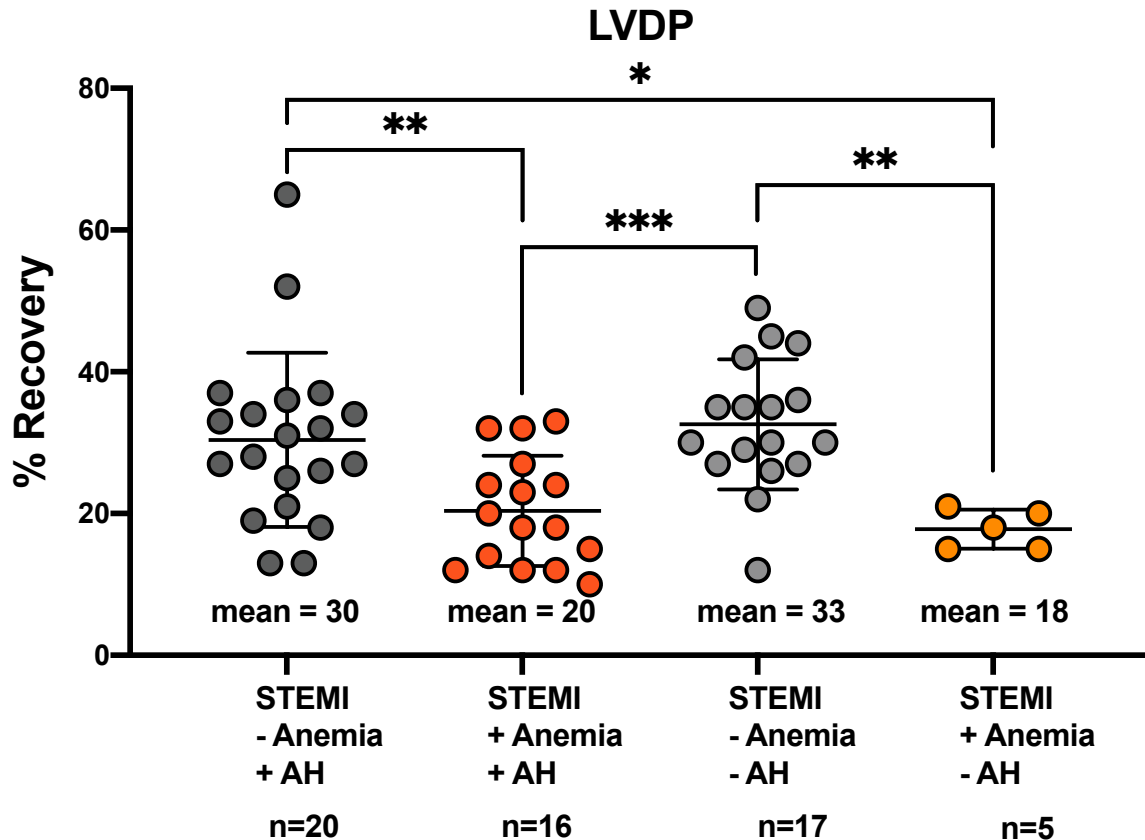 LVDP
% Recovery
80
60
40
20
0
*
**
***
**
mean = 30
mean = 20
mean = 33
mean = 18
STEMI
- Anemia
+ AH
n=20
STEMI
+ Anemia
+ AH
n=16
STEMI
- Anemia
- AH
n=17
STEMI
+ Anemia
- AH
n=5